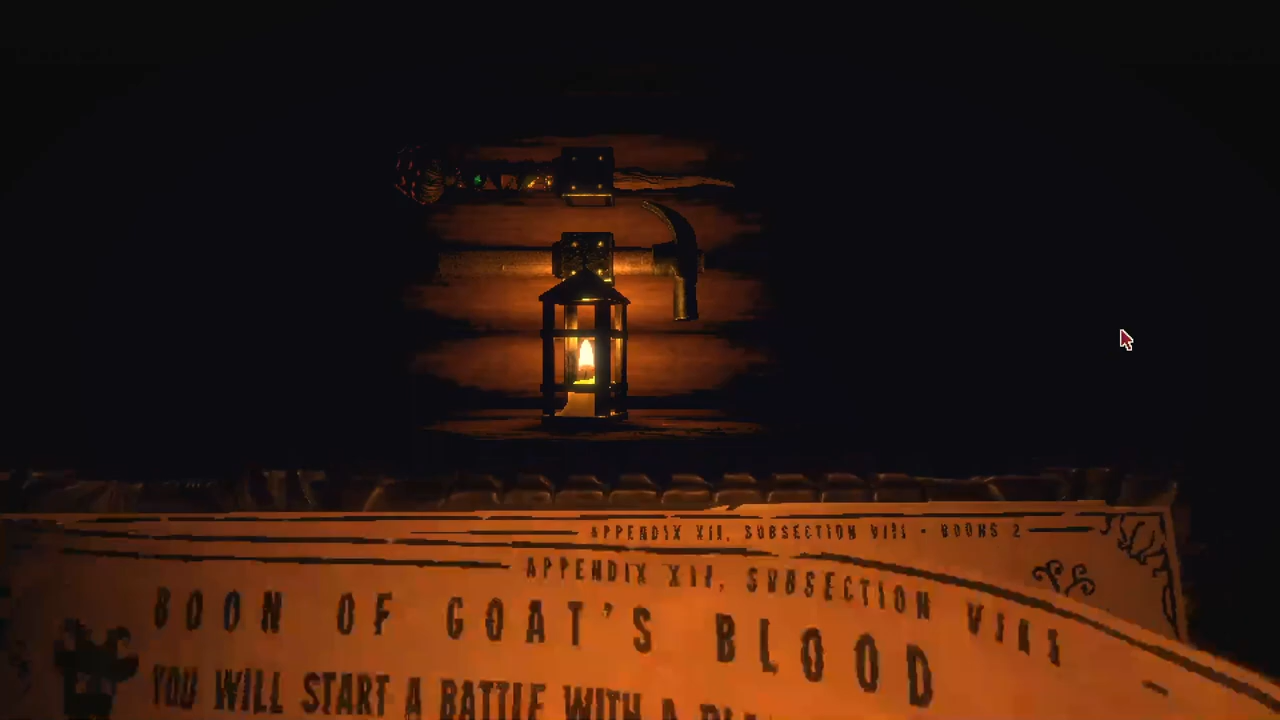 APPENDIX XII, SUBSECTION VIII - BOONS 2
APPENDIX XII, SUBSECTION VIII
BOON OF GOAT'S BLOOD
YOU WILL START A BATTLE WITH A